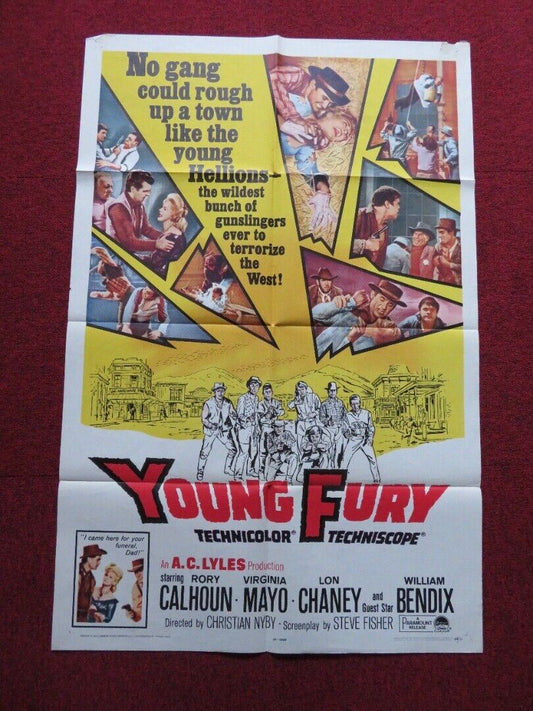 No gang
could rough
up a town
like the
young
Hellions-
the wildest
bunch of
gunslingers
ever to
terrorize
the
West!
YOUNG FURY
TECHNICOLOR® TECHNISCOPE®
"I came here for your
funeral,
Dad!"
An A.C. LYLES Production
starring RORY CALHOUN · VIRGINIA MAYO · LON CHANEY and Guest Star WILLIAM BENDIX
Directed by CHRISTIAN NYBY · Screenplay by STEVE FISHER
A PARAMOUNT RELEASE